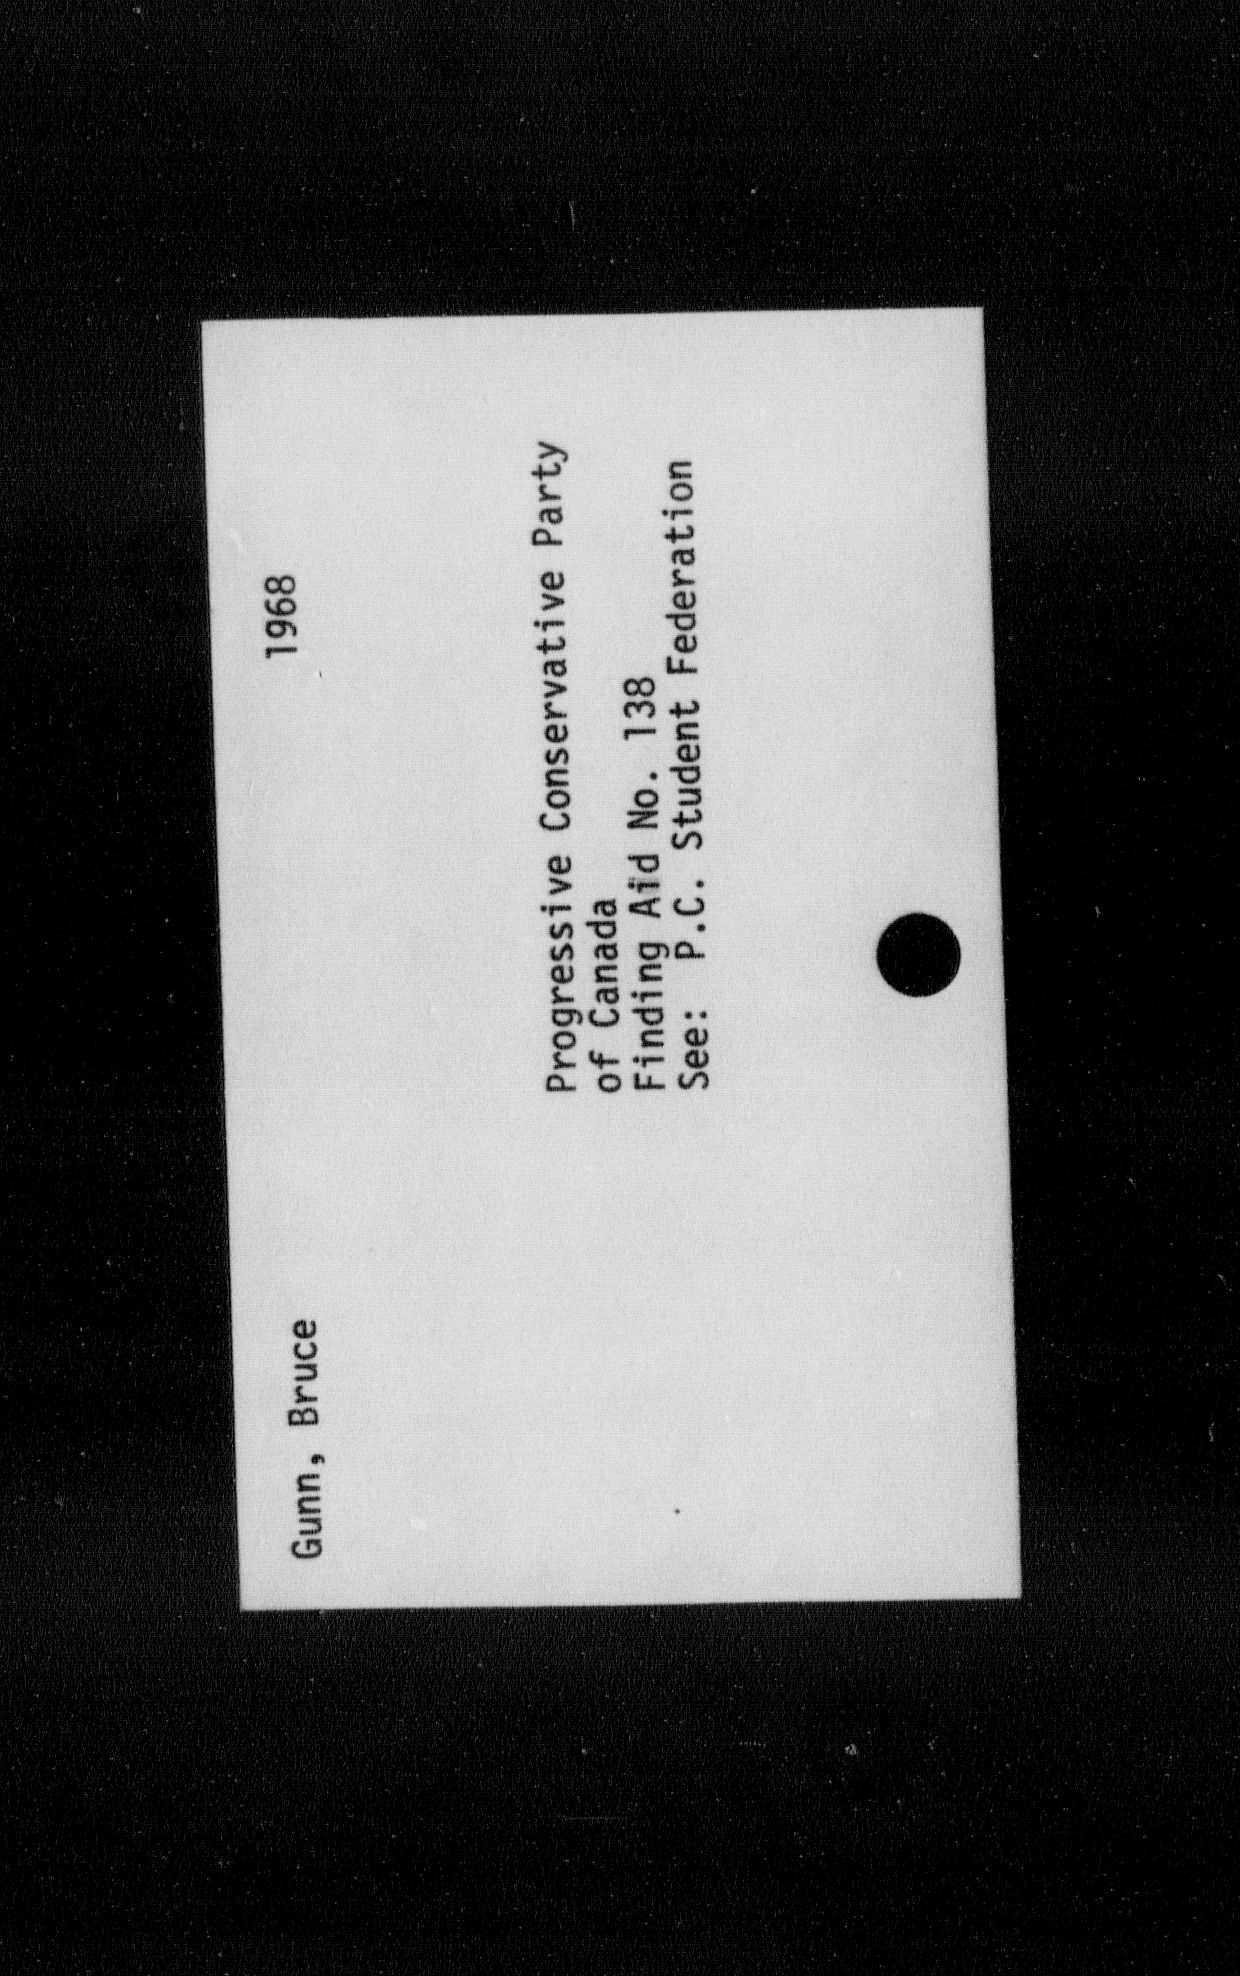 Gunn, Bruce 1968
Progressive Conservative Party
of Canada
Finding Aid No. 138
See: P.C. Student Federation